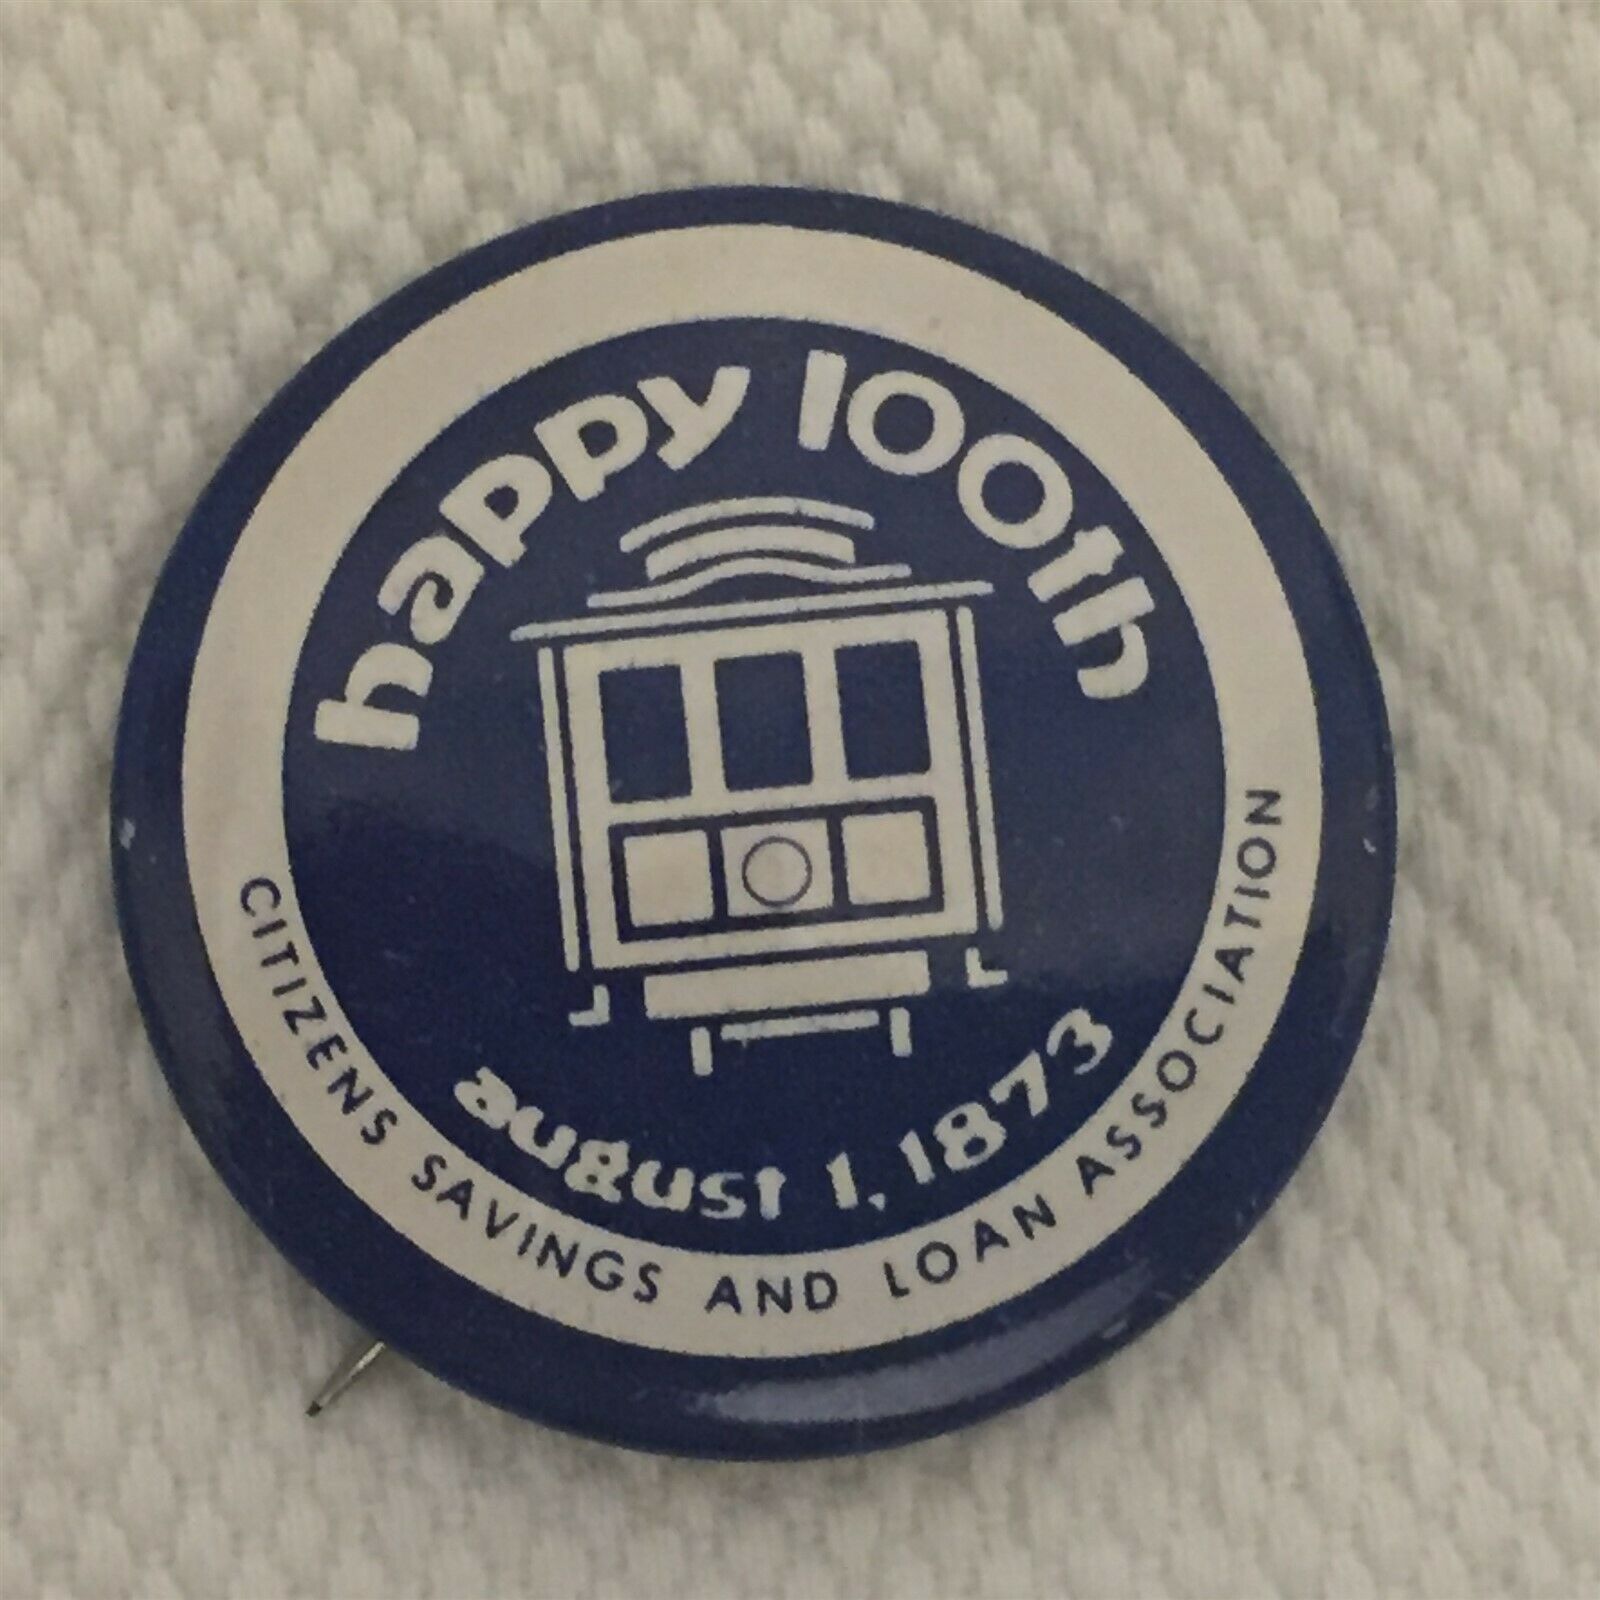 happy 100th
august 1, 1873
CITIZENS SAVINGS AND LOAN ASSOCIATION